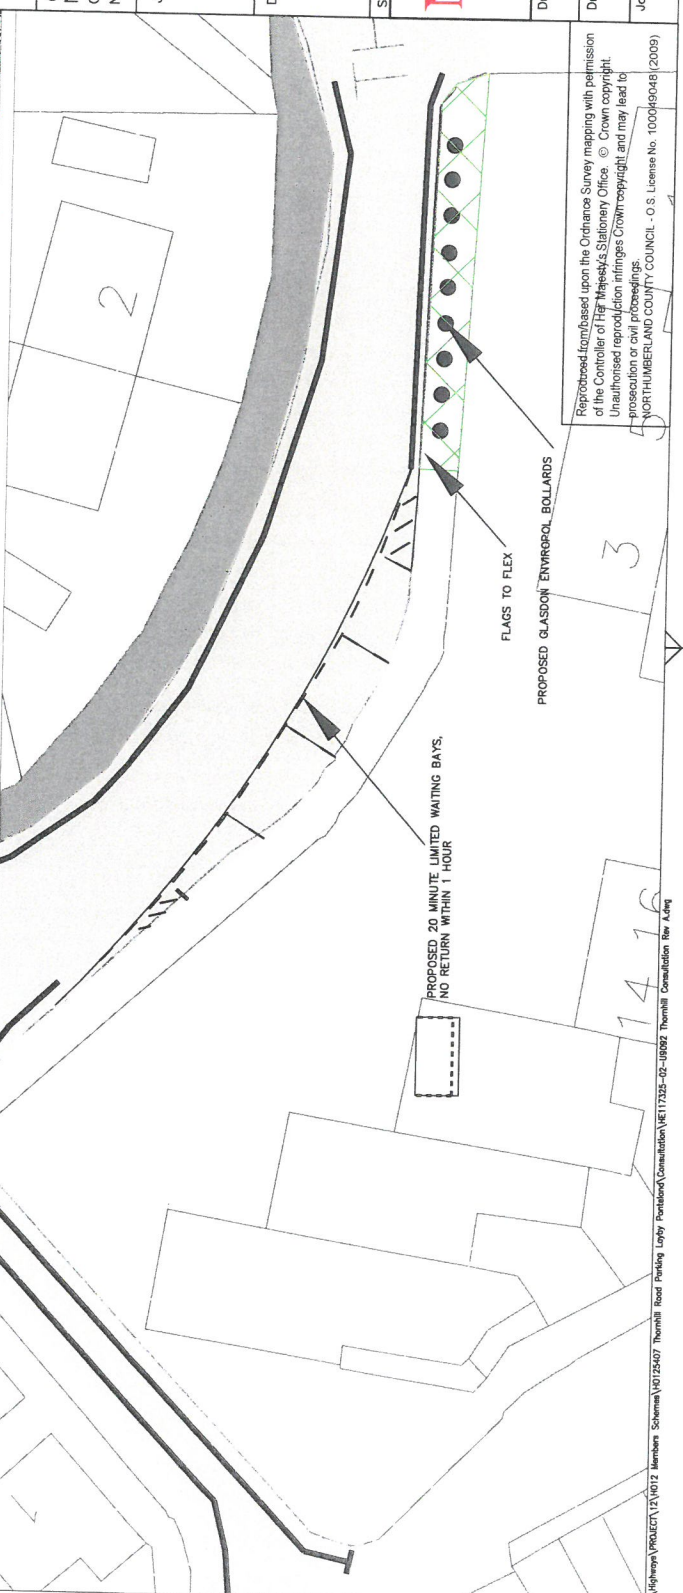 Reproduced from/based upon the Ordnance Survey mapping with permission
of the Controller of Her Majesty's Stationery Office. © Crown copyright.
Unauthorised reproduction infringes Crown copyright and may lead to
prosecution or civil proceedings.
NORTHUMBERLAND COUNTY COUNCIL - O.S. License No. 100049048 (2009)
2
FLAGS TO FLEX
PROPOSED GLASDON ENVIROPOL BOLLARDS
5
3
PROPOSED 20 MINUTE LIMITED WAITING BAYS,
NO RETURN WITHIN 1 HOUR
14 16
\Highways\PROJECT\12\H012 Members Schemes\H0125407 Thornhill Road Parking Layby Ponteland\Consultation\HE117325-02-U9092 Thornhill Consultation Rev A.dwg